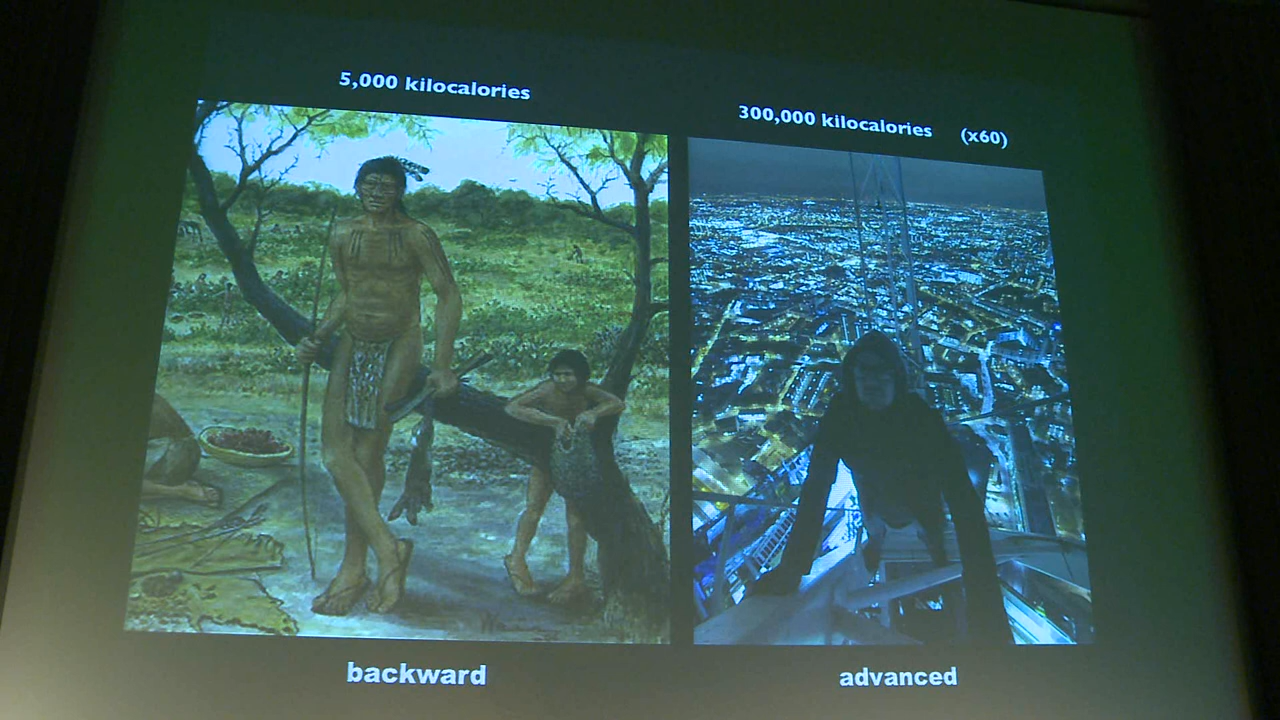 5,000 kilocalories
300,000 kilocalories (x60)
backward
advanced